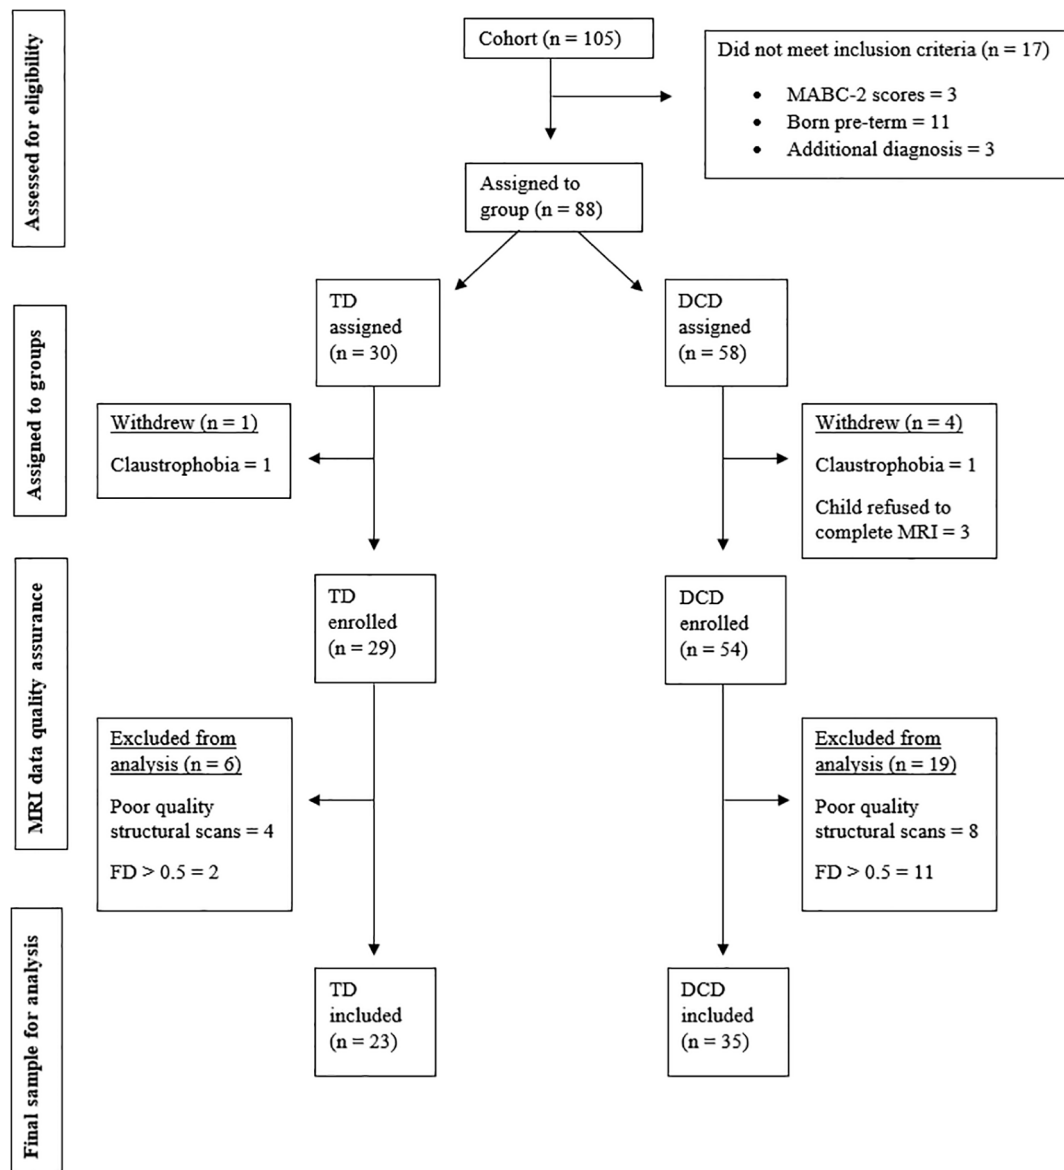 Assessed for eligibility
Cohort (n = 105)
Did not meet inclusion criteria (n = 17)
• MABC-2 scores = 3
• Born pre-term = 11
• Additional diagnosis = 3
Assigned to
group (n = 88)
Assigned to groups
TD
assigned
(n = 30)
DCD
assigned
(n = 58)
Withdrew (n = 1)
Claustrophobia = 1
Withdrew (n = 4)
Claustrophobia = 1
Child refused to
complete MRI = 3
MRI data quality assurance
TD
enrolled
(n = 29)
DCD
enrolled
(n = 54)
Excluded from
analysis (n = 6)
Poor quality
structural scans = 4
FD > 0.5 = 2
Excluded from
analysis (n = 19)
Poor quality
structural scans = 8
FD > 0.5 = 11
Final sample for analysis
TD
included
(n = 23)
DCD
included
(n = 35)